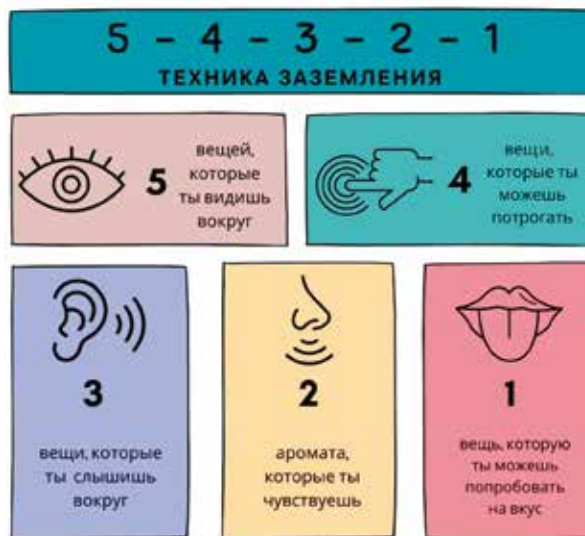 5 - 4 - 3 - 2 - 1
ТЕХНИКА ЗАЗЕМЛЕНИЯ
5
вещей,
которые
ты видишь
вокруг
4
вещи,
которые ты
можешь
потрогать
3
вещи, которые
ты слышишь
вокруг
2
аромата,
которые ты
чувствуешь
1
вещь, которую
ты можешь
попробовать
на вкус